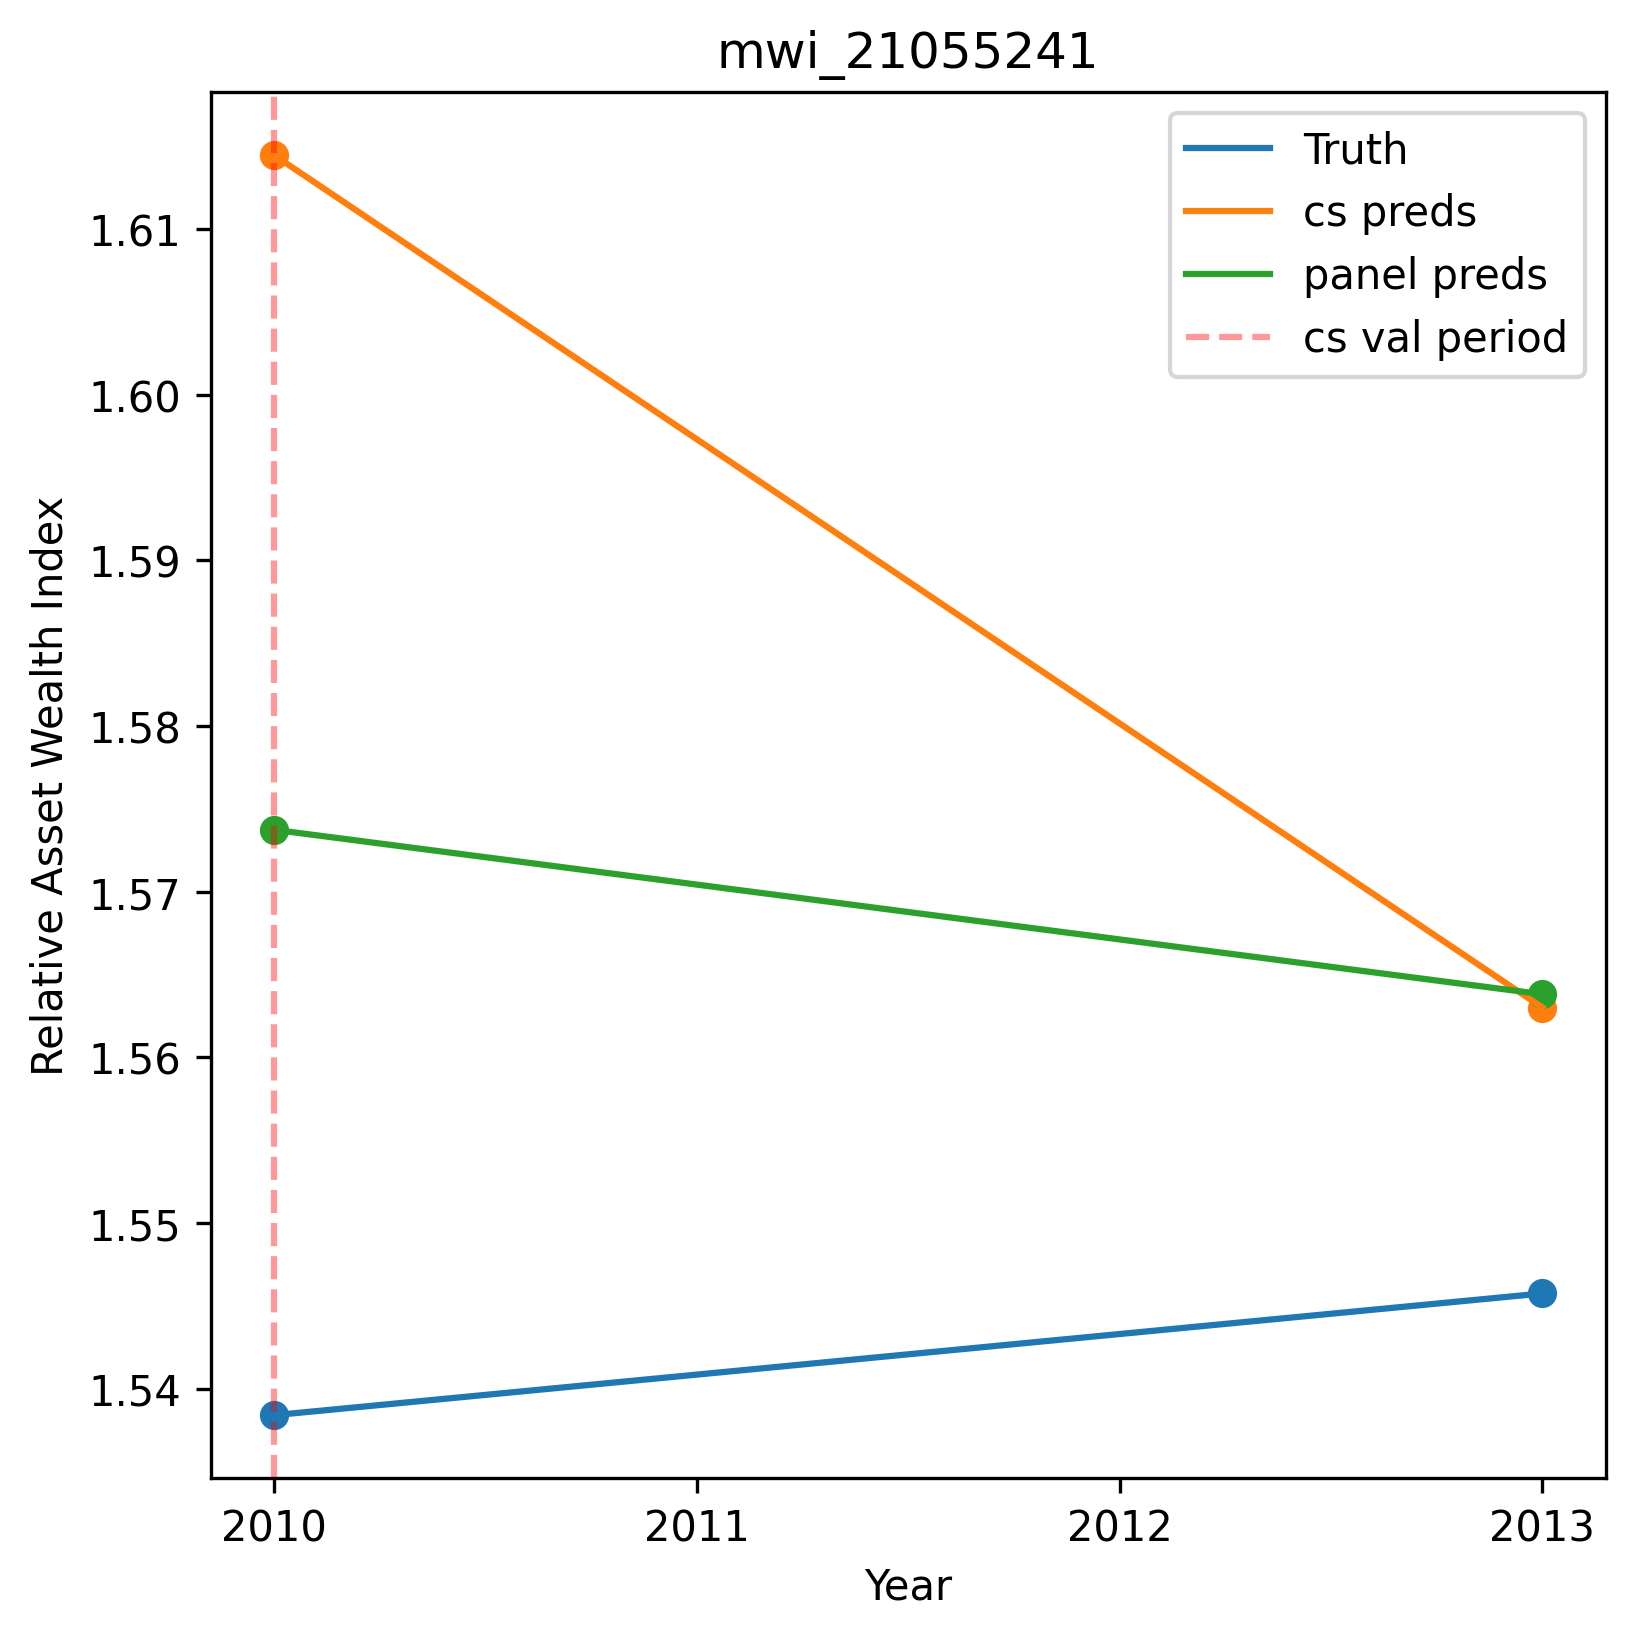 mwi_21055241
Truth
cs preds
panel preds
cs val period
1.61
1.60
1.59
1.58
1.57
1.56
1.55
1.54
Relative Asset Wealth Index
2010 2011 2012 2013
Year